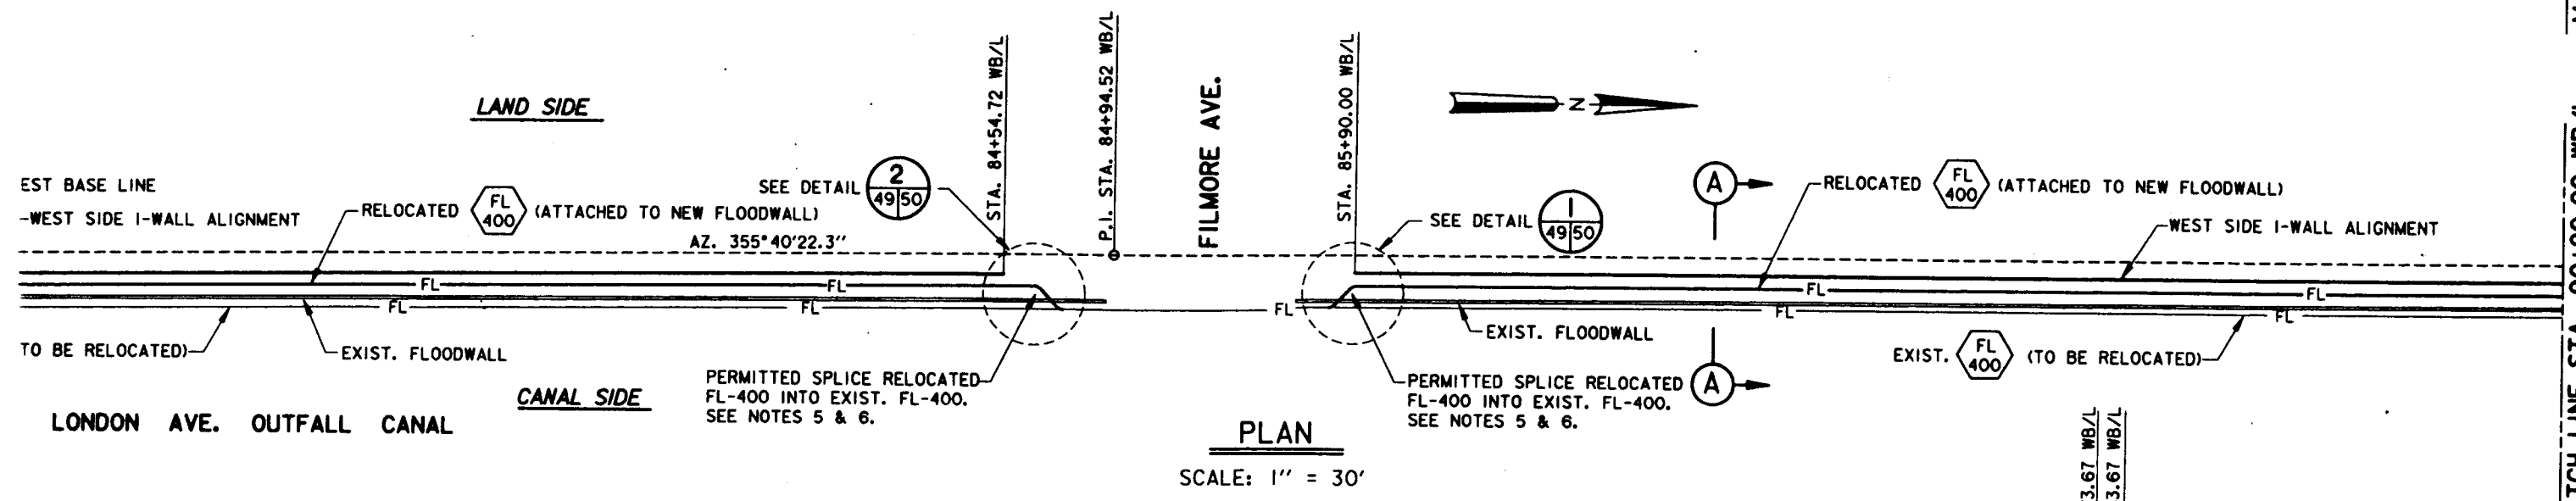 LAND SIDE
EST BASE LINE
-WEST SIDE I-WALL ALIGNMENT
RELOCATED FL 400 (ATTACHED TO NEW FLOODWALL)
AZ. 355°40'22.3"
SEE DETAIL 2 49 50
STA. 84+54.72 WB/L
P.I. STA. 84+94.52 WB/L
FILMORE AVE.
STA. 85+90.00 WB/L
N
SEE DETAIL 1 49 50
A
RELOCATED FL 400 (ATTACHED TO NEW FLOODWALL)
WEST SIDE I-WALL ALIGNMENT
FL
FL
FL
FL
FL
FL
FL
FL
FL
TO BE RELOCATED)
EXIST. FLOODWALL
CANAL SIDE
LONDON AVE. OUTFALL CANAL
PERMITTED SPLICE RELOCATED
FL-400 INTO EXIST. FL-400.
SEE NOTES 5 & 6.
EXIST. FLOODWALL
PERMITTED SPLICE RELOCATED
FL-400 INTO EXIST. FL-400.
SEE NOTES 5 & 6.
A
EXIST. FL 400 (TO BE RELOCATED)
PLAN
SCALE: 1" = 30'
3.67 WB/L
3.67 WB/L